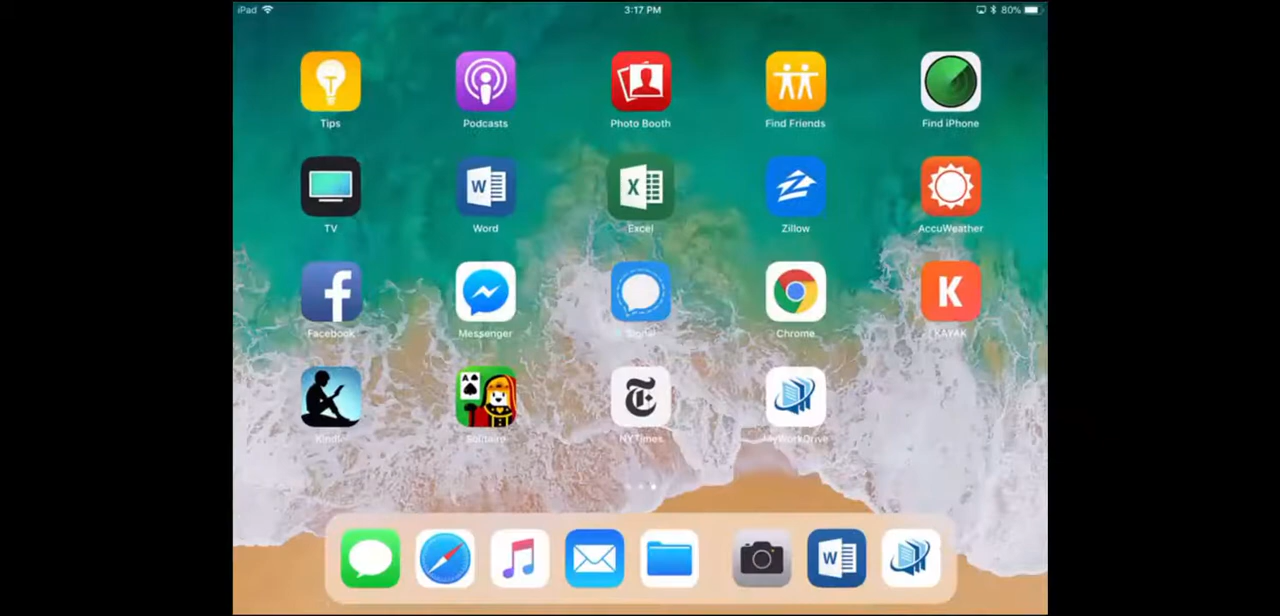 iPad 3:17 PM 80%
Tips Podcasts Photo Booth Find Friends Find iPhone
TV Word Excel Zillow AccuWeather
Facebook Messenger Signal Chrome KAYAK
Kindle Solitaire NYTimes MyWorkDrive